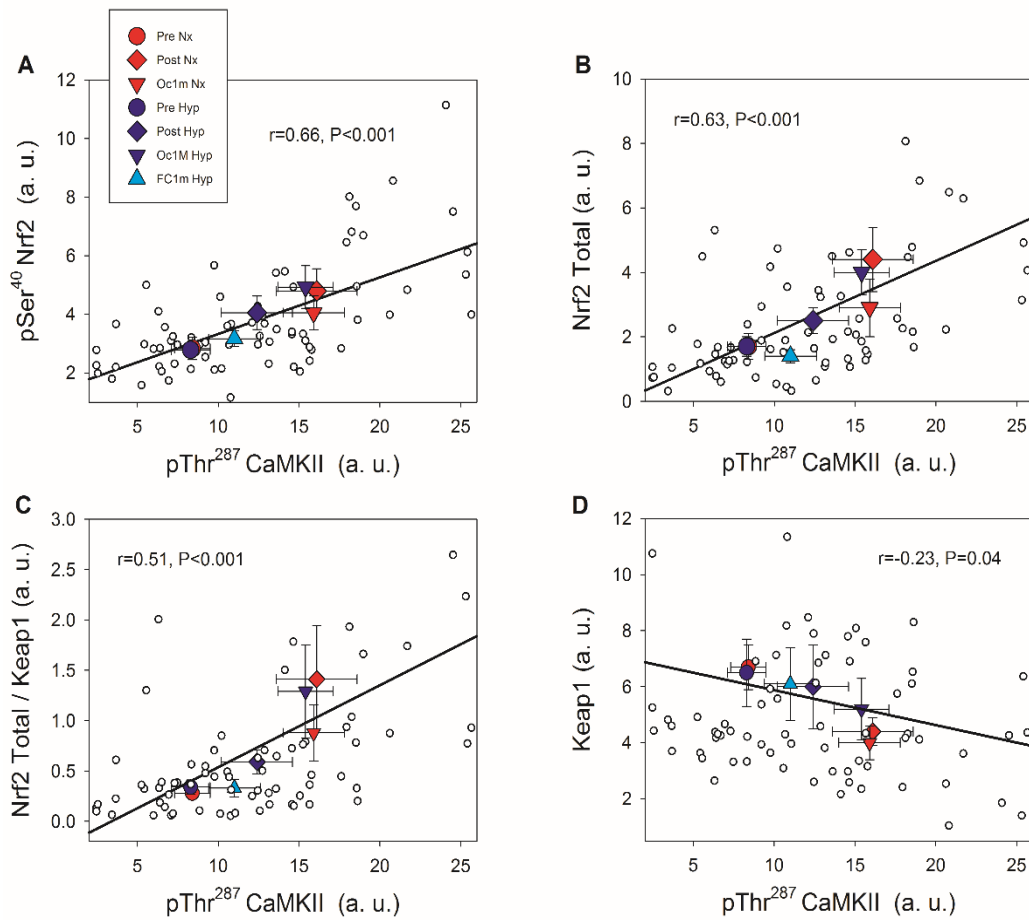 A
Pre Nx
Post Nx
Oc1m Nx
Pre Hyp
Post Hyp
Oc1M Hyp
FC1m Hyp
12
10
8
6
4
2
pSer⁴⁰ Nrf2 (a. u.)
r=0.66, P<0.001
5 10 15 20 25
pThr²⁸⁷ CaMKII (a. u.)
B
10
8
6
4
2
0
Nrf2 Total (a. u.)
r=0.63, P<0.001
5 10 15 20 25
pThr²⁸⁷ CaMKII (a. u.)
C
3.0
2.5
2.0
1.5
1.0
0.5
0.0
Nrf2 Total / Keap1 (a. u.)
r=0.51, P<0.001
5 10 15 20 25
pThr²⁸⁷ CaMKII (a. u.)
D
12
10
8
6
4
2
Keap1 (a. u.)
r=-0.23, P=0.04
5 10 15 20 25
pThr²⁸⁷ CaMKII (a. u.)